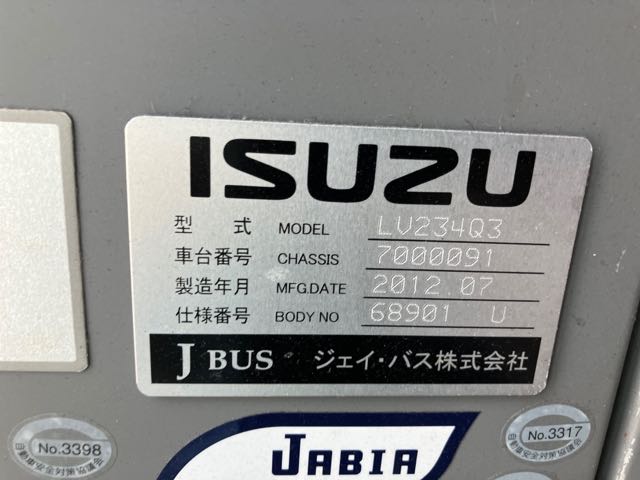 ISUZU
型 式 MODEL LV234Q3
車台番号 CHASSIS 7000091
製造年月 MFG.DATE 2012.07
仕様番号 BODY NO 68901 U
J BUS ジェイ・バス株式会社
No.3398
JABIA
No.3317